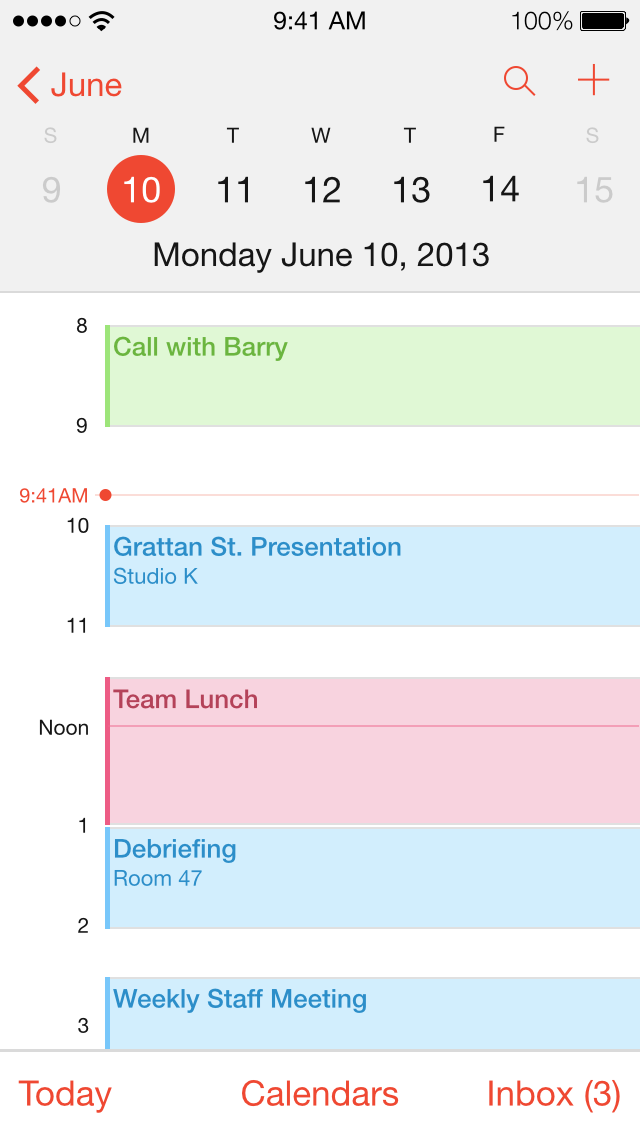 9:41 AM 100%
June
S M T W T F S
9 10 11 12 13 14 15
Monday June 10, 2013
8
Call with Barry
9
9:41AM
10
Grattan St. Presentation
Studio K
11
Team Lunch
Noon
1
Debriefing
Room 47
2
Weekly Staff Meeting
3
Today Calendars Inbox (3)